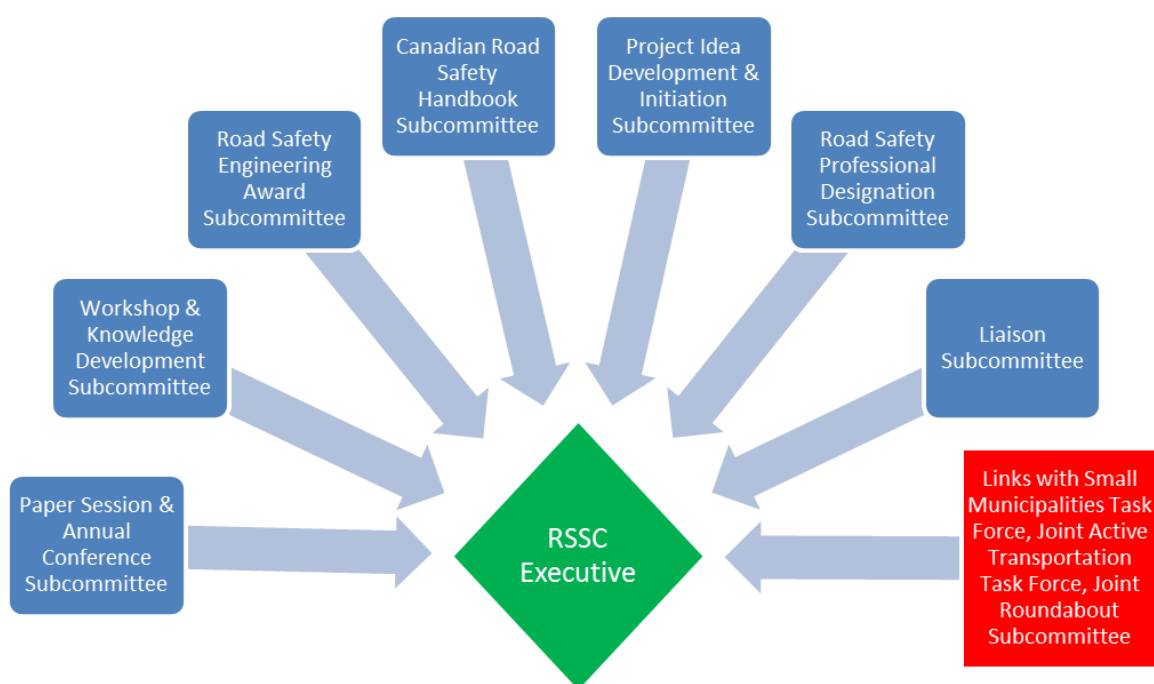 Canadian Road
Safety
Handbook
Subcommittee
Project Idea
Development &
Initiation
Subcommittee
Road Safety
Engineering
Award
Subcommittee
Road Safety
Professional
Designation
Subcommittee
Workshop &
Knowledge
Development
Subcommittee
Liaison
Subcommittee
Paper Session &
Annual
Conference
Subcommittee
RSSC
Executive
Links with Small
Municipalities Task
Force, Joint Active
Transportation
Task Force, Joint
Roundabout
Subcommittee